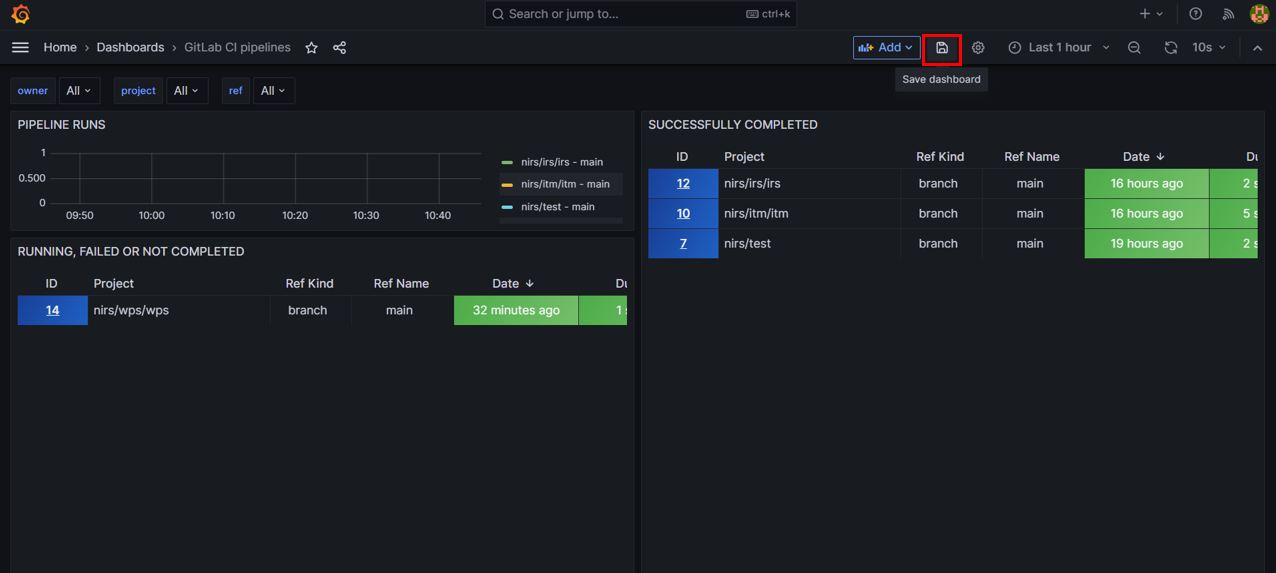 Search or jump to... ctrl+k
Home › Dashboards › GitLab CI pipelines Add Last 1 hour 10s
Save dashboard
owner All project All ref All
PIPELINE RUNS
1
0.500
0
09:50 10:00 10:10 10:20 10:30 10:40
nirs/irs/irs - main
nirs/itm/itm - main
nirs/test - main
RUNNING, FAILED OR NOT COMPLETED
ID Project Ref Kind Ref Name Date ↓
14 nirs/wps/wps branch main 32 minutes ago 1
SUCCESSFULLY COMPLETED
ID Project Ref Kind Ref Name Date ↓
12 nirs/irs/irs branch main 16 hours ago 2 s
10 nirs/itm/itm branch main 16 hours ago 5 s
7 nirs/test branch main 19 hours ago 2 s